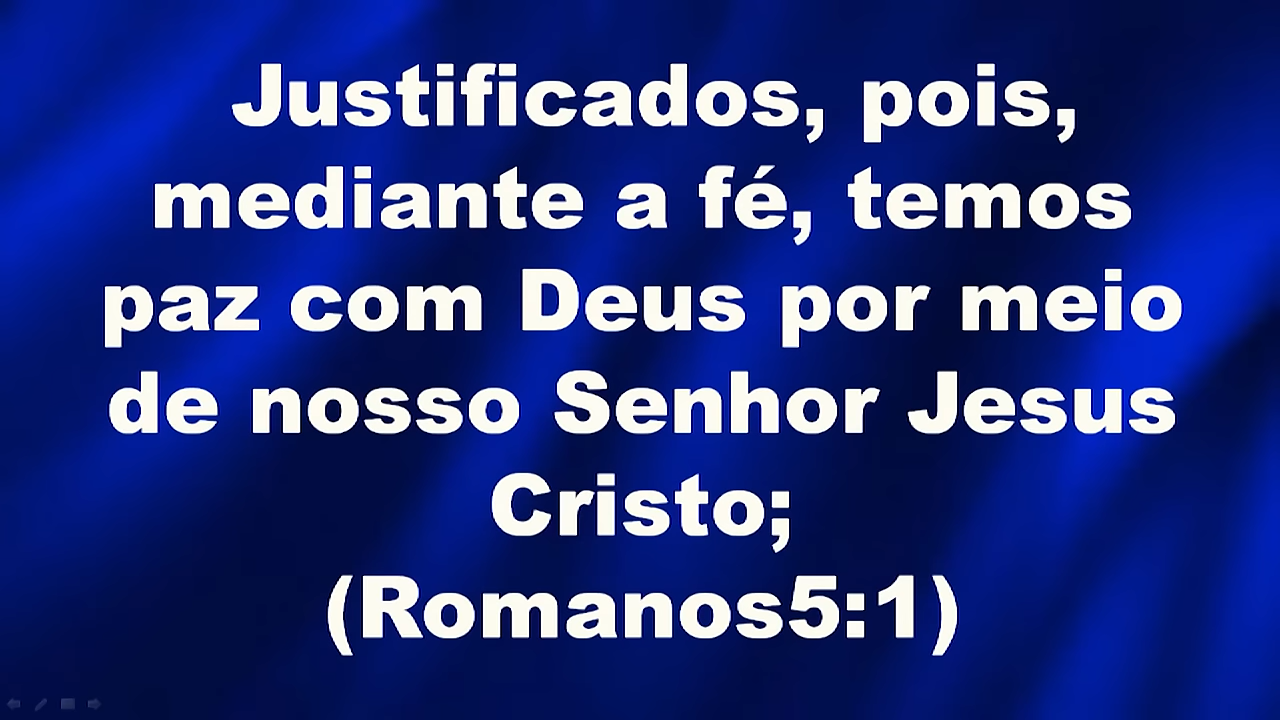 Justificados, pois,
mediante a fé, temos
paz com Deus por meio
de nosso Senhor Jesus
Cristo;
(Romanos5:1)